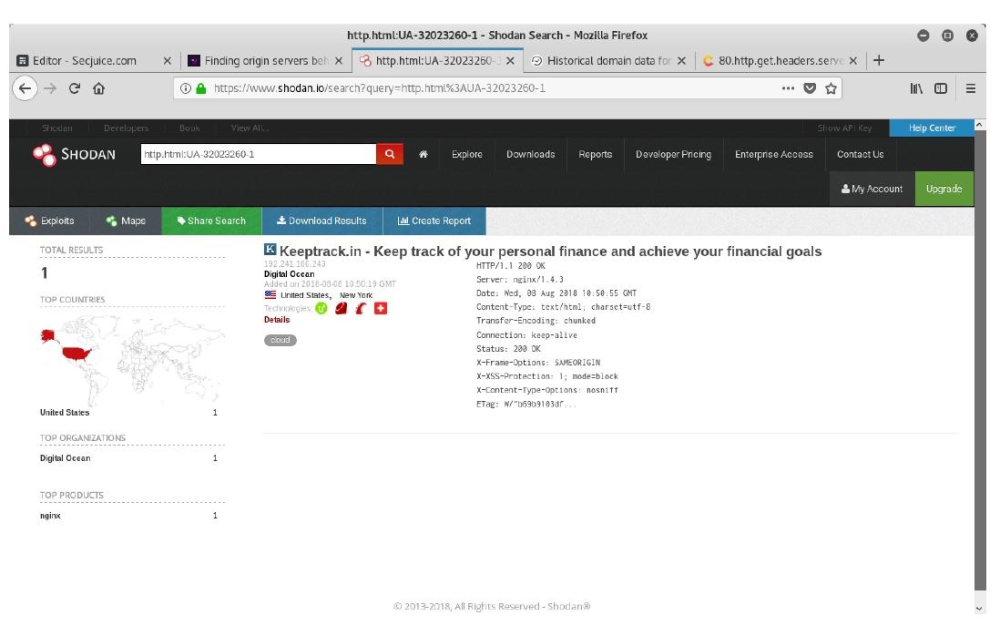 http.html:UA-32023260-1 - Shodan Search - Mozilla Firefox
Editor - Secjuice.com × Finding origin servers beh × http.html:UA-32023260- × Historical domain data for × 80.http.get.headers.serve × +
https://www.shodan.io/search?query=http.html%3AUA-32023260-1
Shodan Developers Book View All... Show API Key Help Center
SHODAN http.html:UA-32023260-1 Explore Downloads Reports Developer Pricing Enterprise Access Contact Us
My Account Upgrade
Exploits Maps Share Search Download Results Create Report
TOTAL RESULTS
1
TOP COUNTRIES
United States 1
TOP ORGANIZATIONS
Digital Ocean 1
TOP PRODUCTS
nginx 1
Keeptrack.in - Keep track of your personal finance and achieve your financial goals
192.241.186.243
Digital Ocean
Added on 2018-08-08 10:50:19 GMT
United States, New York
Technologies:
Details
cloud
HTTP/1.1 200 OK
Server: nginx/1.4.3
Date: Wed, 08 Aug 2018 10:50:55 GMT
Content-Type: text/html; charset=utf-8
Transfer-Encoding: chunked
Connection: keep-alive
Status: 200 OK
X-Frame-Options: SAMEORIGIN
X-XSS-Protection: 1; mode=block
X-Content-Type-Options: nosniff
ETag:
© 2013-2018, All Rights Reserved - Shodan®